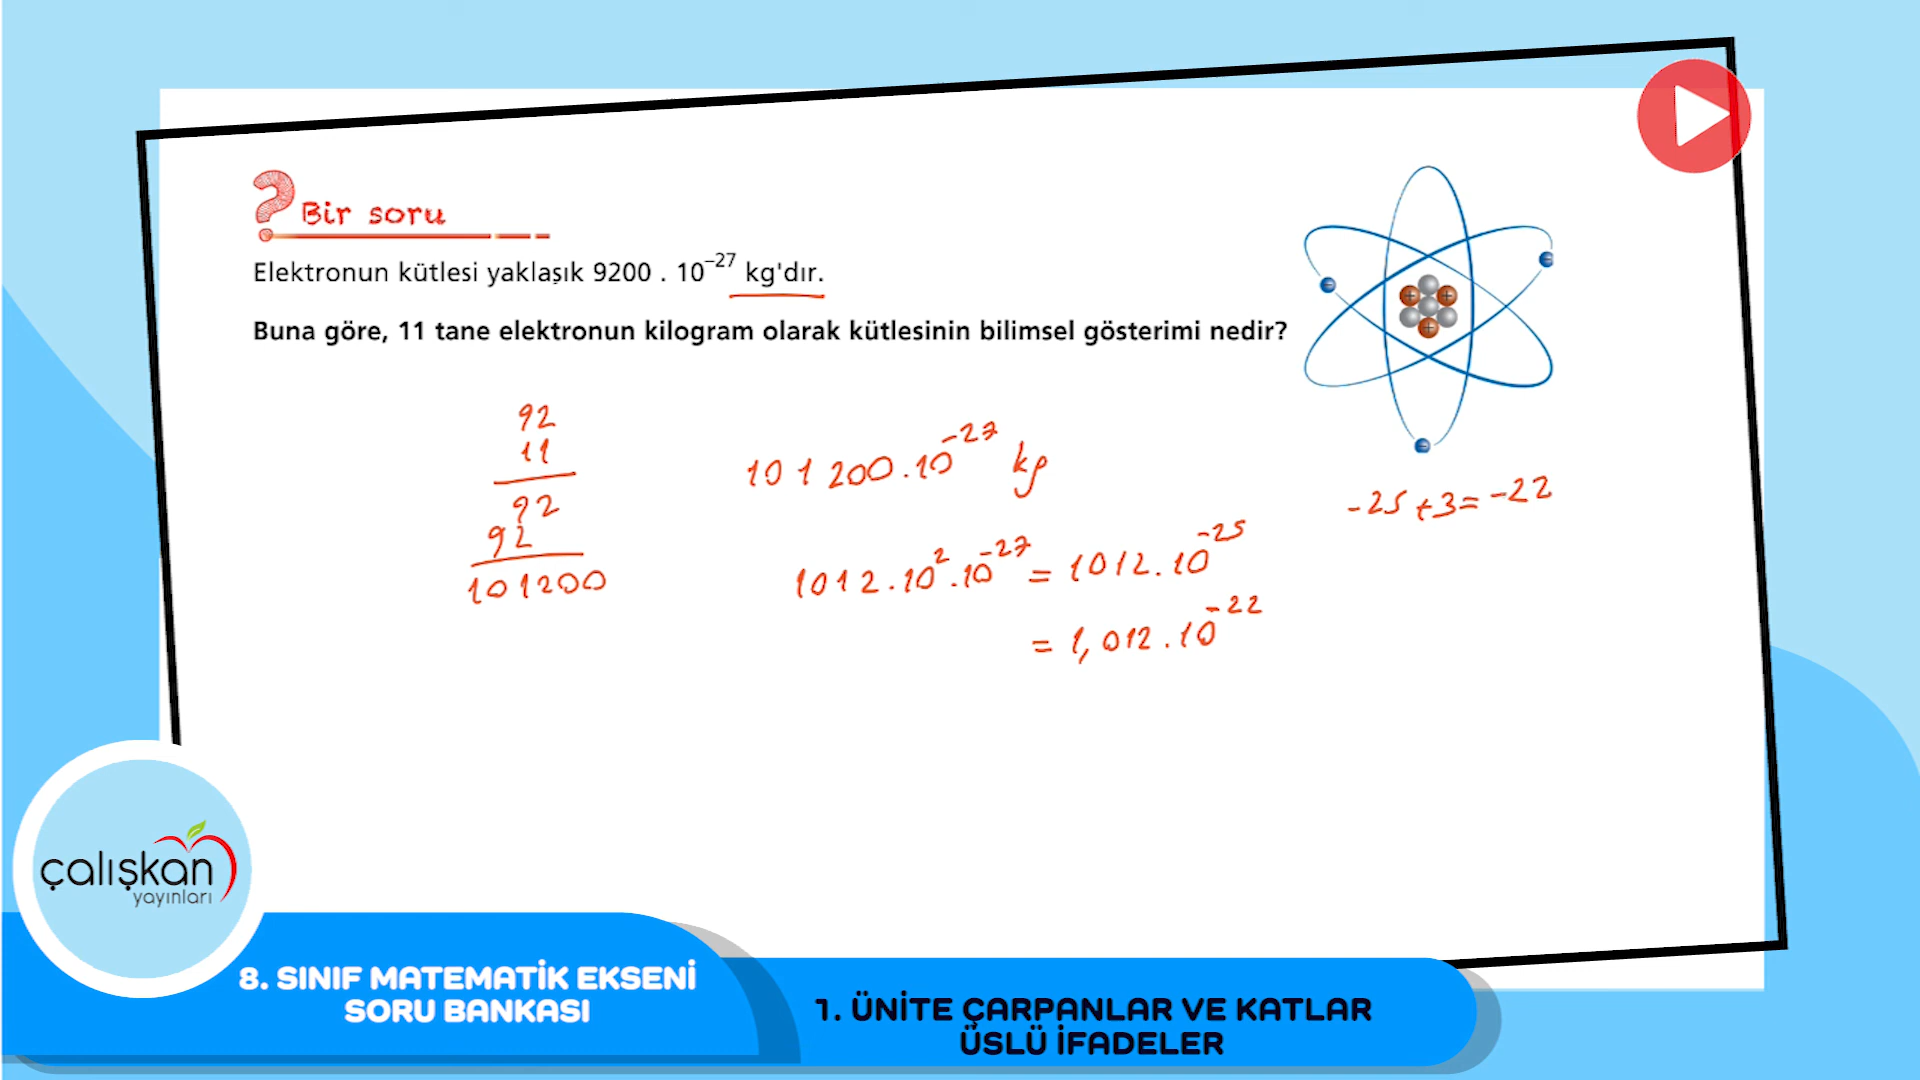 ? Bir soru
Elektronun kütlesi yaklaşık 9200 . 10⁻²⁷ kg'dır.
Buna göre, 11 tane elektronun kilogram olarak kütlesinin bilimsel gösterimi nedir?
92
11
92
92
101200
101200.10⁻²⁷ kg
1012.10².10⁻²⁷ = 1012.10⁻²⁵
= 1,012.10⁻²²
-25+3=-22
çalışkan
yayınları
8. SINIF MATEMATİK EKSENİ
SORU BANKASI
1. ÜNİTE ÇARPANLAR VE KATLAR
ÜSLÜ İFADELER